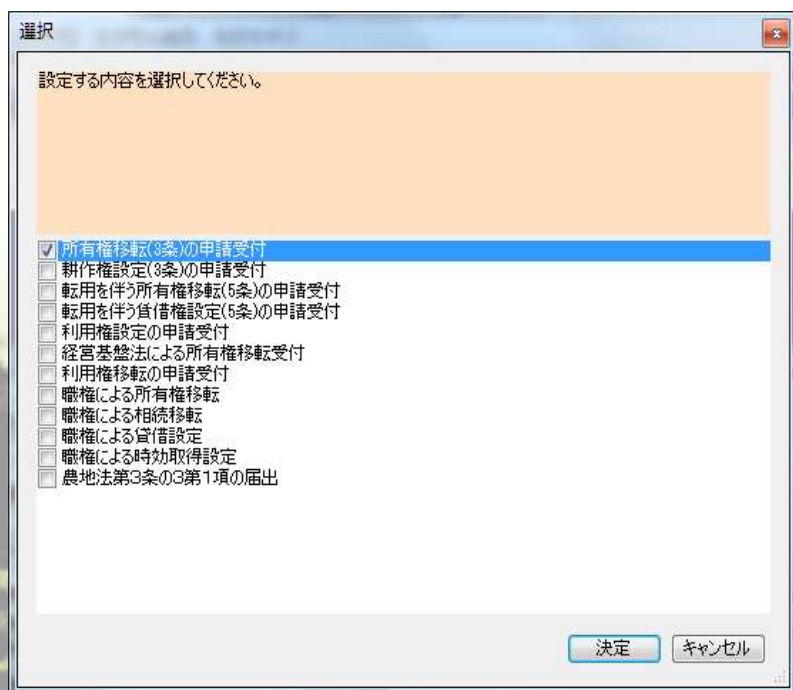 選択
設定する内容を選択してください。
所有権移転(3条)の申請受付
耕作権設定(3条)の申請受付
転用を伴う所有権移転(5条)の申請受付
転用を伴う賃借権設定(5条)の申請受付
利用権設定の申請受付
経営基盤法による所有権移転受付
利用権移転の申請受付
職権による所有権移転
職権による相続移転
職権による貸借設定
職権による時効取得設定
農地法第3条の3第1項の届出
決定
キャンセル